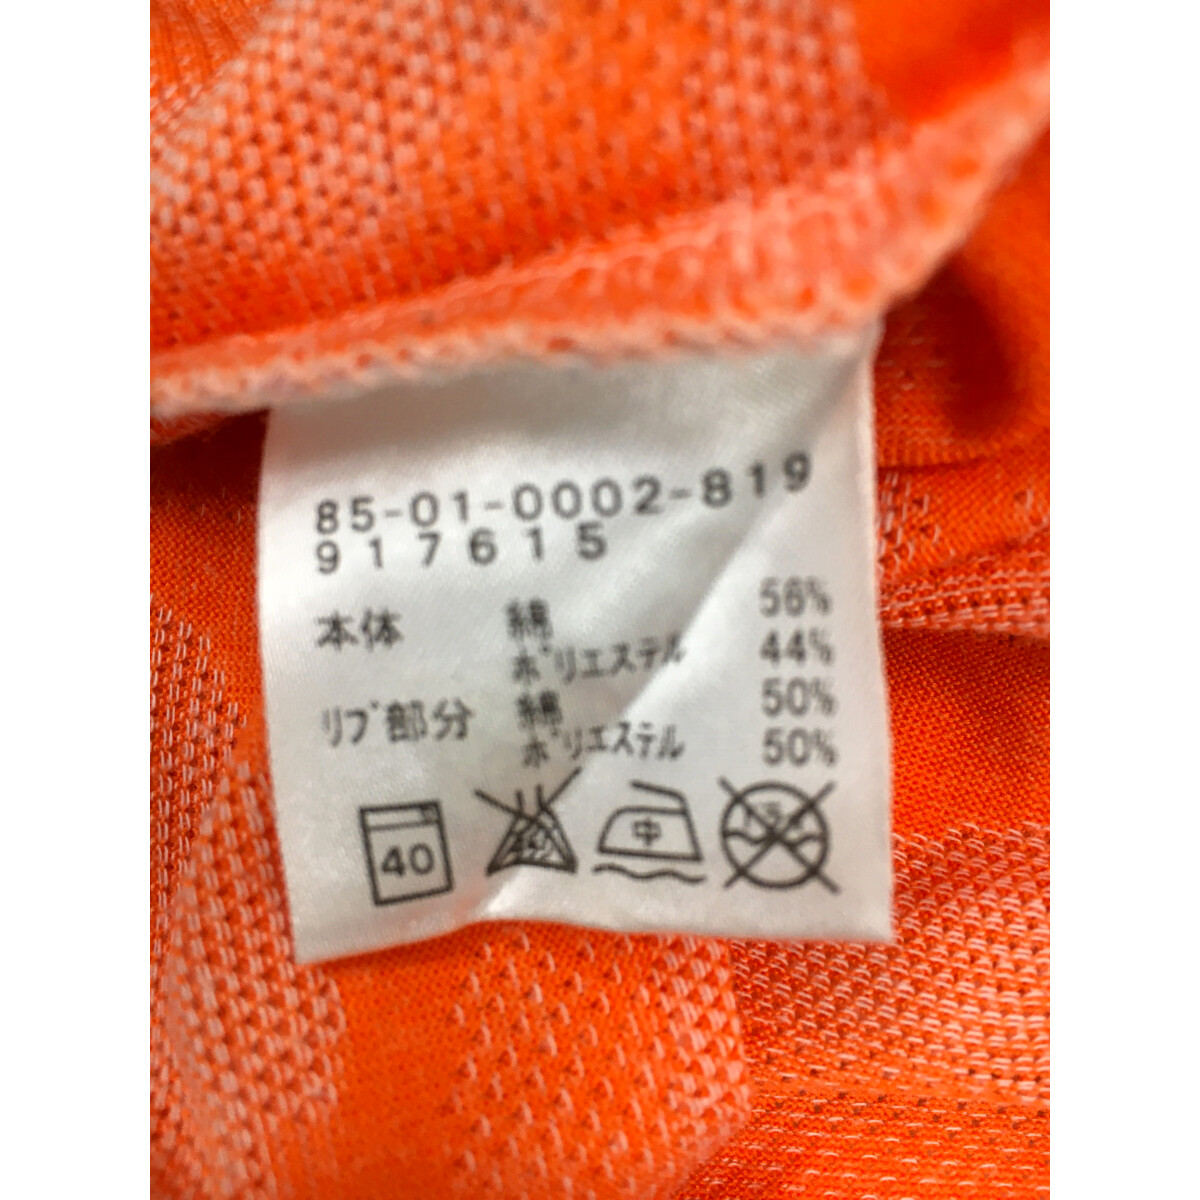 85-01-0002-819
917615
本体 綿 56%
ポリエステル 44%
リブ部分 綿 50%
ポリエステル 50%
40 中